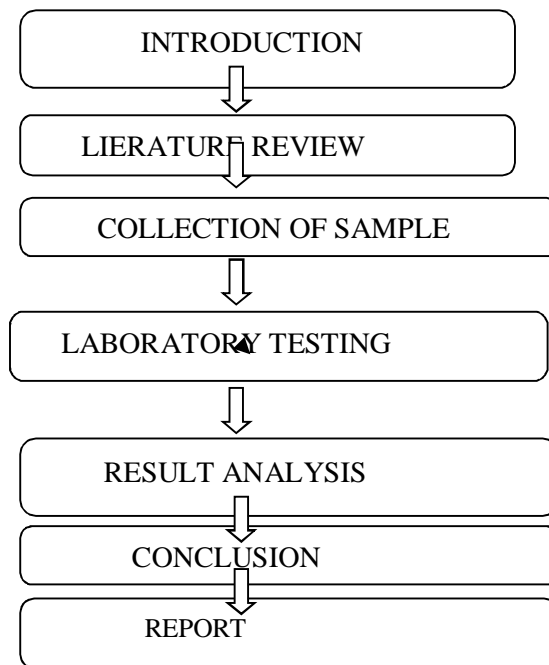 INTRODUCTION
LIERATURE REVIEW
COLLECTION OF SAMPLE
LABORATORY TESTING
RESULT ANALYSIS
CONCLUSION
REPORT